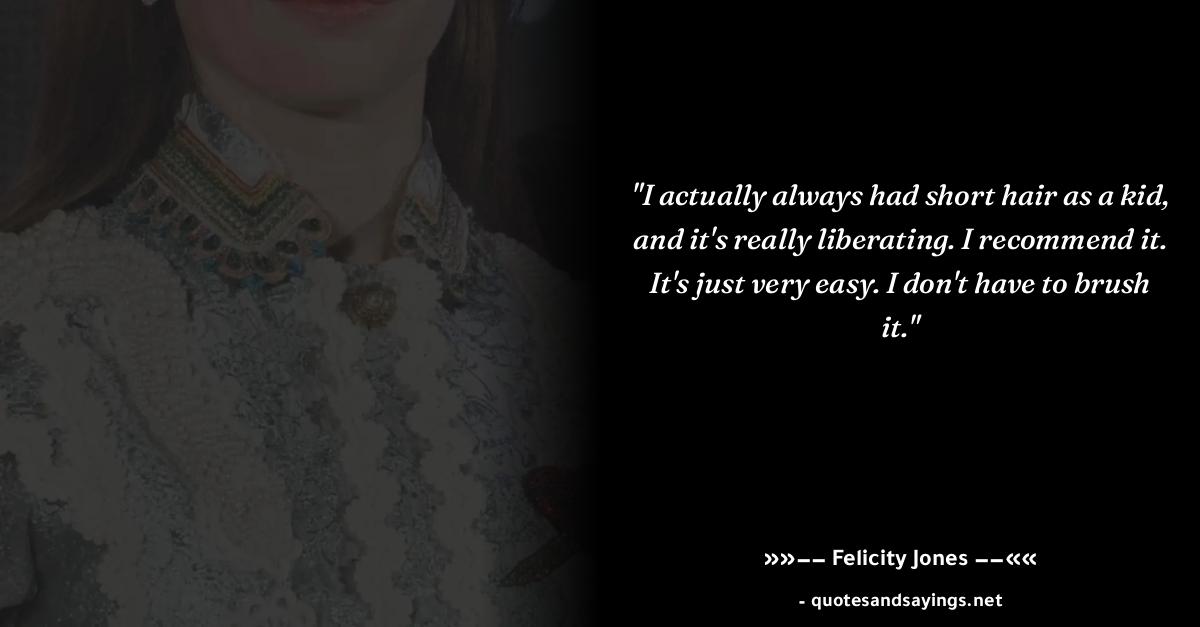 "I actually always had short hair as a kid,
and it's really liberating. I recommend it.
It's just very easy. I don't have to brush
it."
»»–– Felicity Jones ––««
- quotesandsayings.net